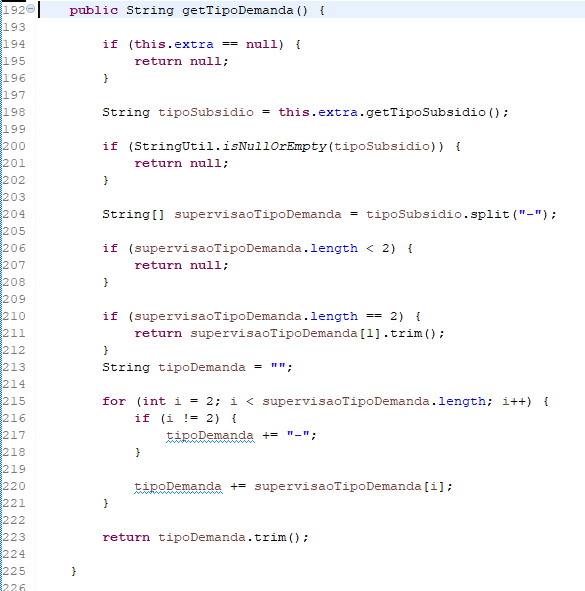 192 public String getTipoDemanda() {
193
194 if (this.extra == null) {
195 return null;
196 }
197
198 String tipoSubsidio = this.extra.getTipoSubsidio();
199
200 if (StringUtil.isNullOrEmpty(tipoSubsidio)) {
201 return null;
202 }
203
204 String[] supervisaoTipoDemanda = tipoSubsidio.split("-");
205
206 if (supervisaoTipoDemanda.length < 2) {
207 return null;
208 }
209
210 if (supervisaoTipoDemanda.length == 2) {
211 return supervisaoTipoDemanda[1].trim();
212 }
213 String tipoDemanda = "";
214
215 for (int i = 2; i < supervisaoTipoDemanda.length; i++) {
216 if (i != 2) {
217 tipoDemanda += "-";
218 }
219
220 tipoDemanda += supervisaoTipoDemanda[i];
221 }
222
223 return tipoDemanda.trim();
224
225 }
226